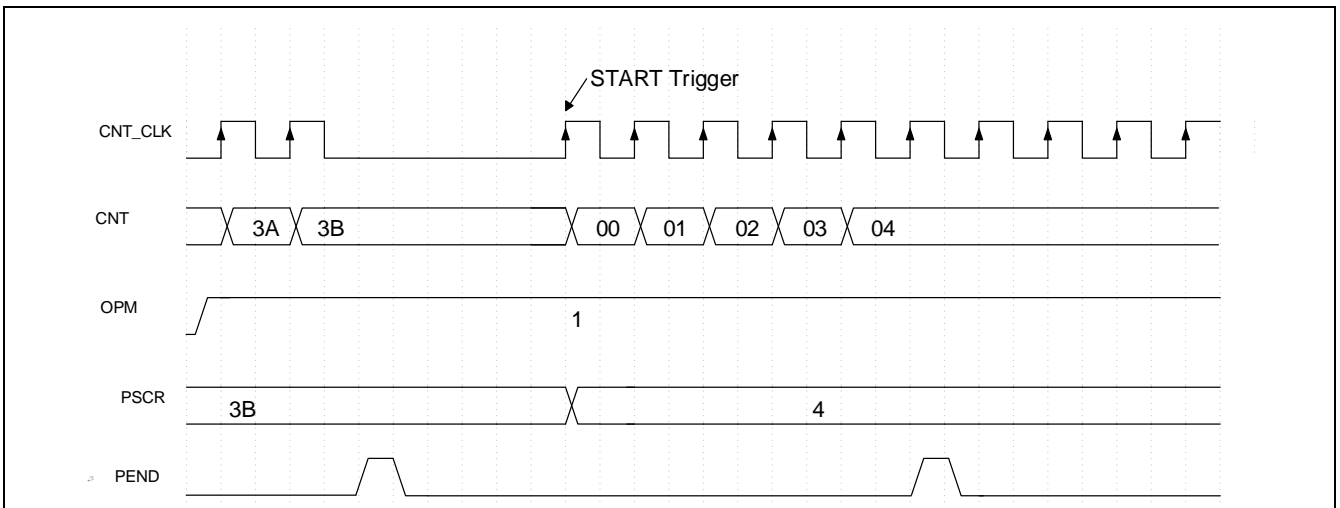 START Trigger
CNT_CLK
CNT 3A 3B 00 01 02 03 04
OPM
1
PSCR
3B 4
PEND